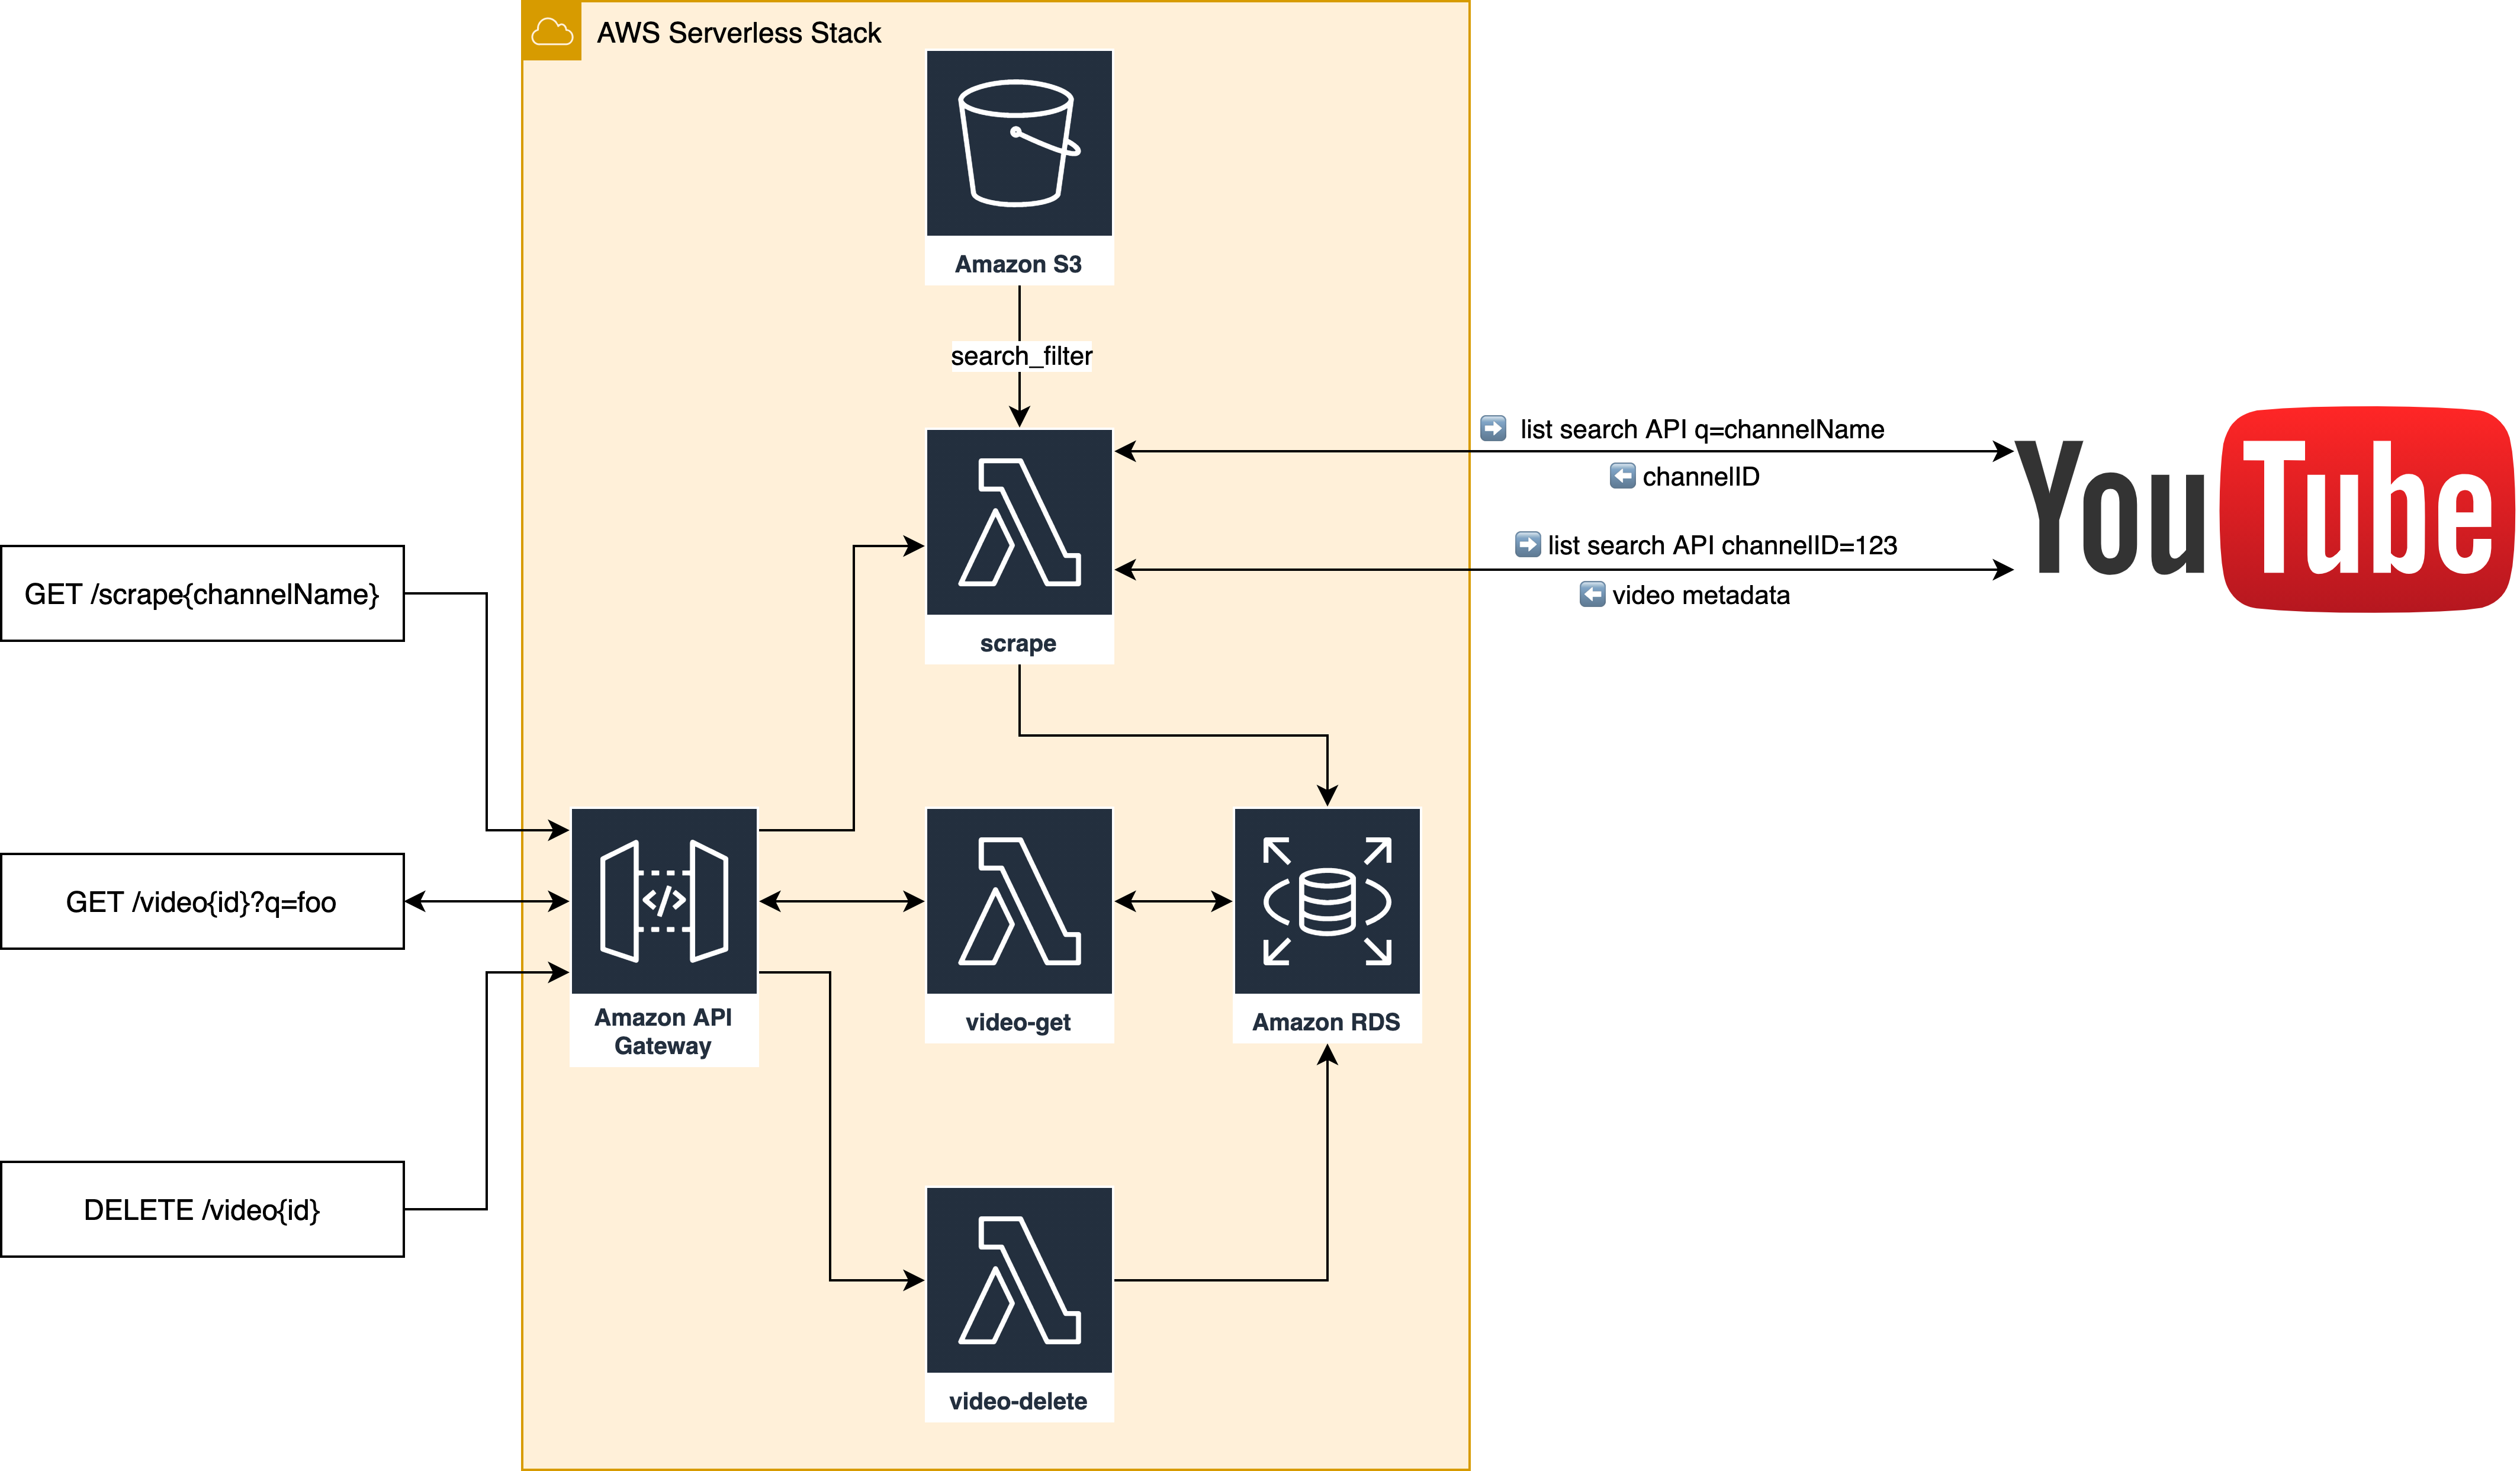 AWS Serverless Stack
Amazon S3
search_filter
➡️ list search API q=channelName
⬅️ channelID
YouTube
➡️ list search API channelID=123
⬅️ video metadata
GET /scrape{channelName}
scrape
GET /video{id}?q=foo
Amazon API
Gateway
video-get
Amazon RDS
DELETE /video{id}
video-delete